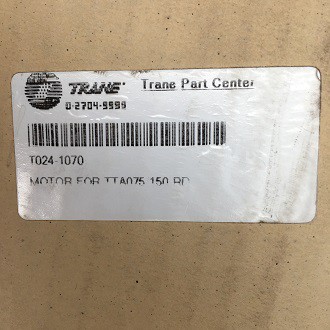 TRANE
Trane Part Center
0-2704-9999
T024-1070
MOTOR FOR TTA075,150 RD